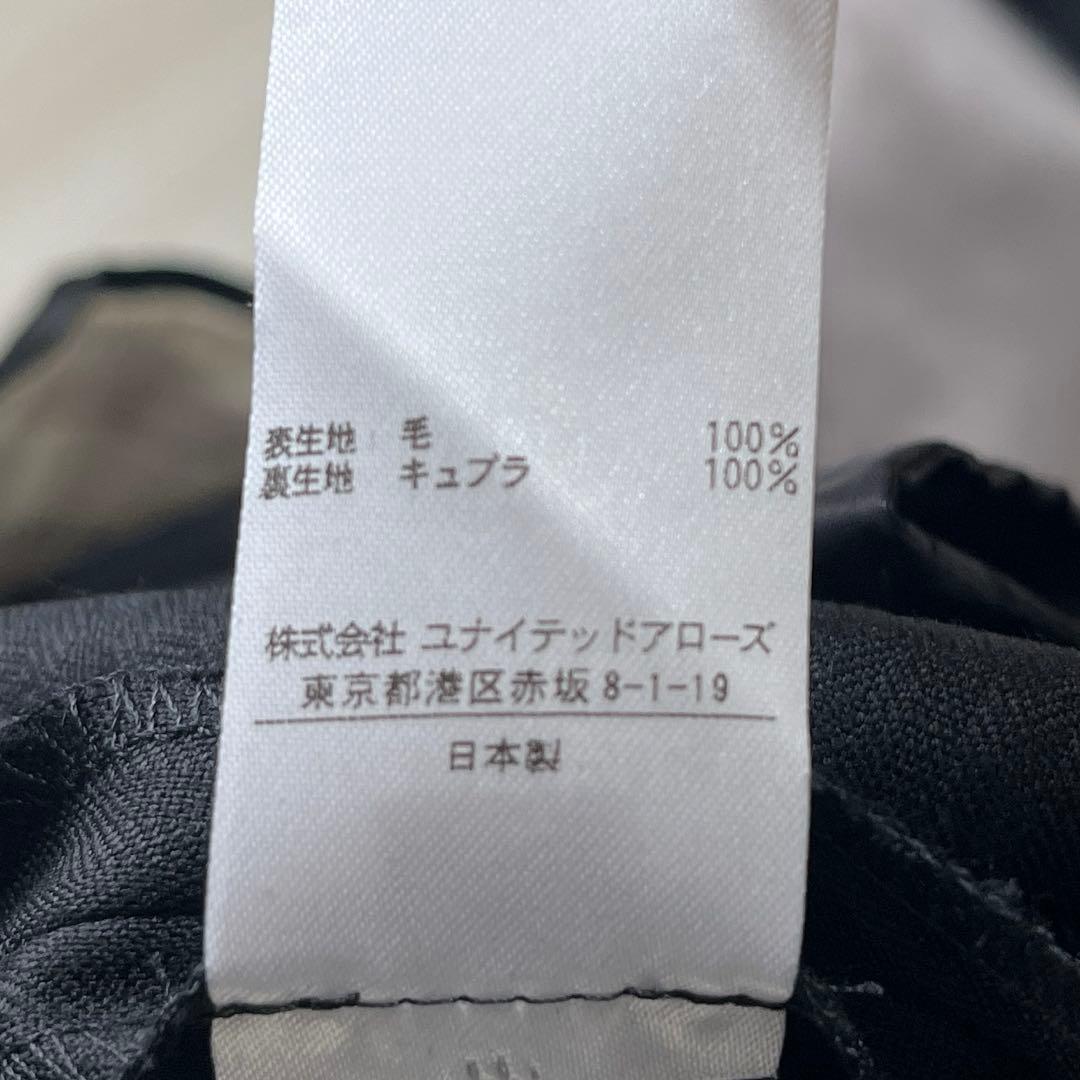 表生地 毛 100%
裏生地 キュプラ 100%
株式会社 ユナイテッドアローズ
東京都港区赤坂 8-1-19
日本製